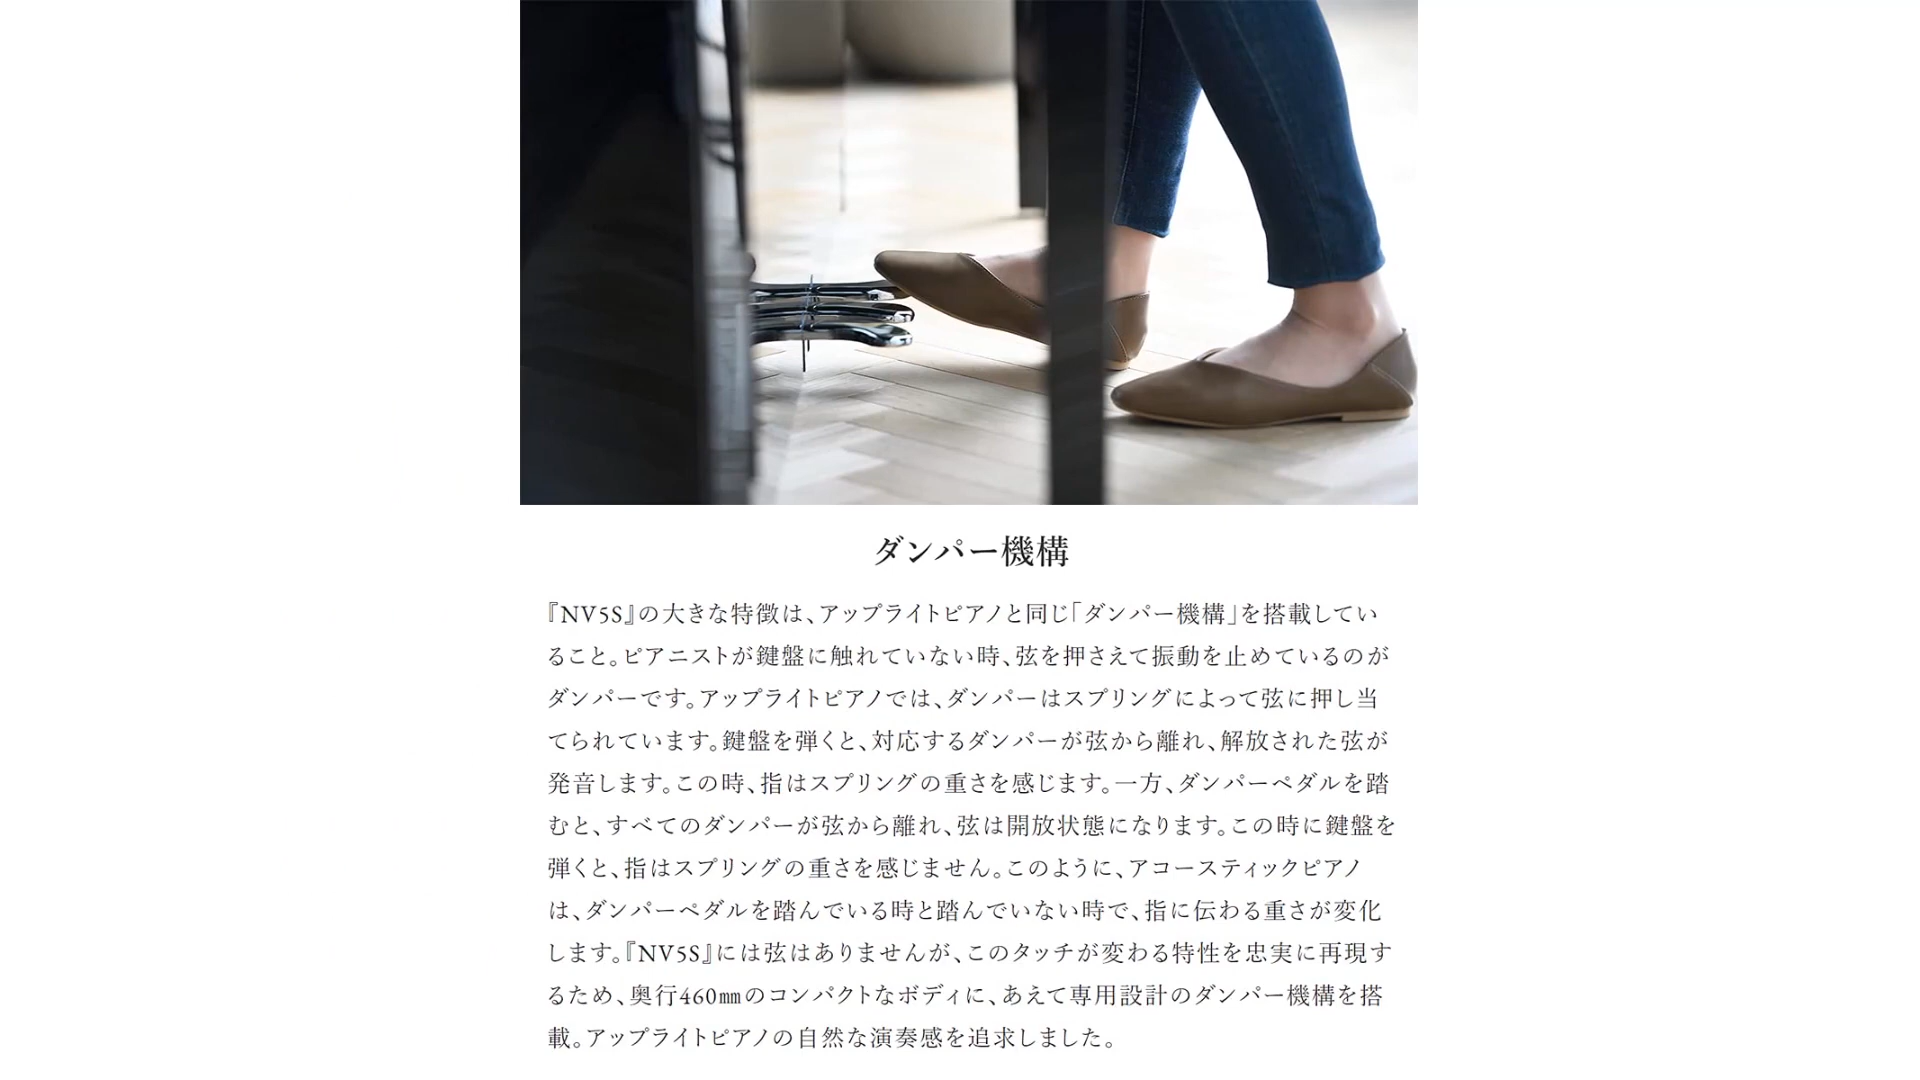 ダンパー機構
『NV5S』の大きな特徴は、アップライトピアノと同じ「ダンパー機構」を搭載してい
ること。ピアニストが鍵盤に触れていない時、弦を押さえて振動を止めているのが
ダンパーです。アップライトピアノでは、ダンパーはスプリングによって弦に押し当
てられています。鍵盤を弾くと、対応するダンパーが弦から離れ、解放された弦が
発音します。この時、指はスプリングの重さを感じます。一方、ダンパーペダルを踏
むと、すべてのダンパーが弦から離れ、弦は開放状態になります。この時に鍵盤を
弾くと、指はスプリングの重さを感じません。このように、アコースティックピアノ
は、ダンパーペダルを踏んでいる時と踏んでいない時で、指に伝わる重さが変化
します。『NV5S』には弦はありませんが、このタッチが変わる特性を忠実に再現す
るため、奥行460㎜のコンパクトなボディに、あえて専用設計のダンパー機構を搭
載。アップライトピアノの自然な演奏感を追求しました。